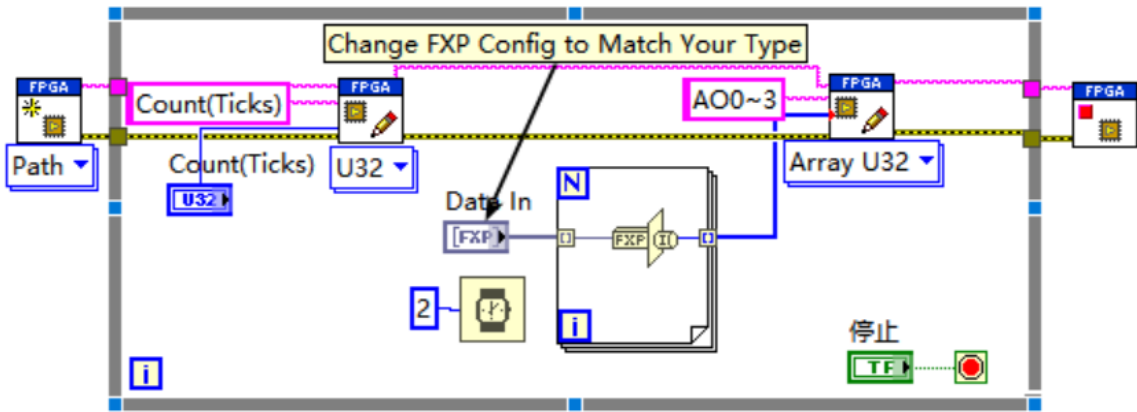 Change FXP Config to Match Your Type
FPGA
Path
Count(Ticks)
FPGA
U32
Count(Ticks)
U32
AO0~3
FPGA
Array U32
FPGA
Data In
[FXP]
N
FXP
i
2
停止
TF
i